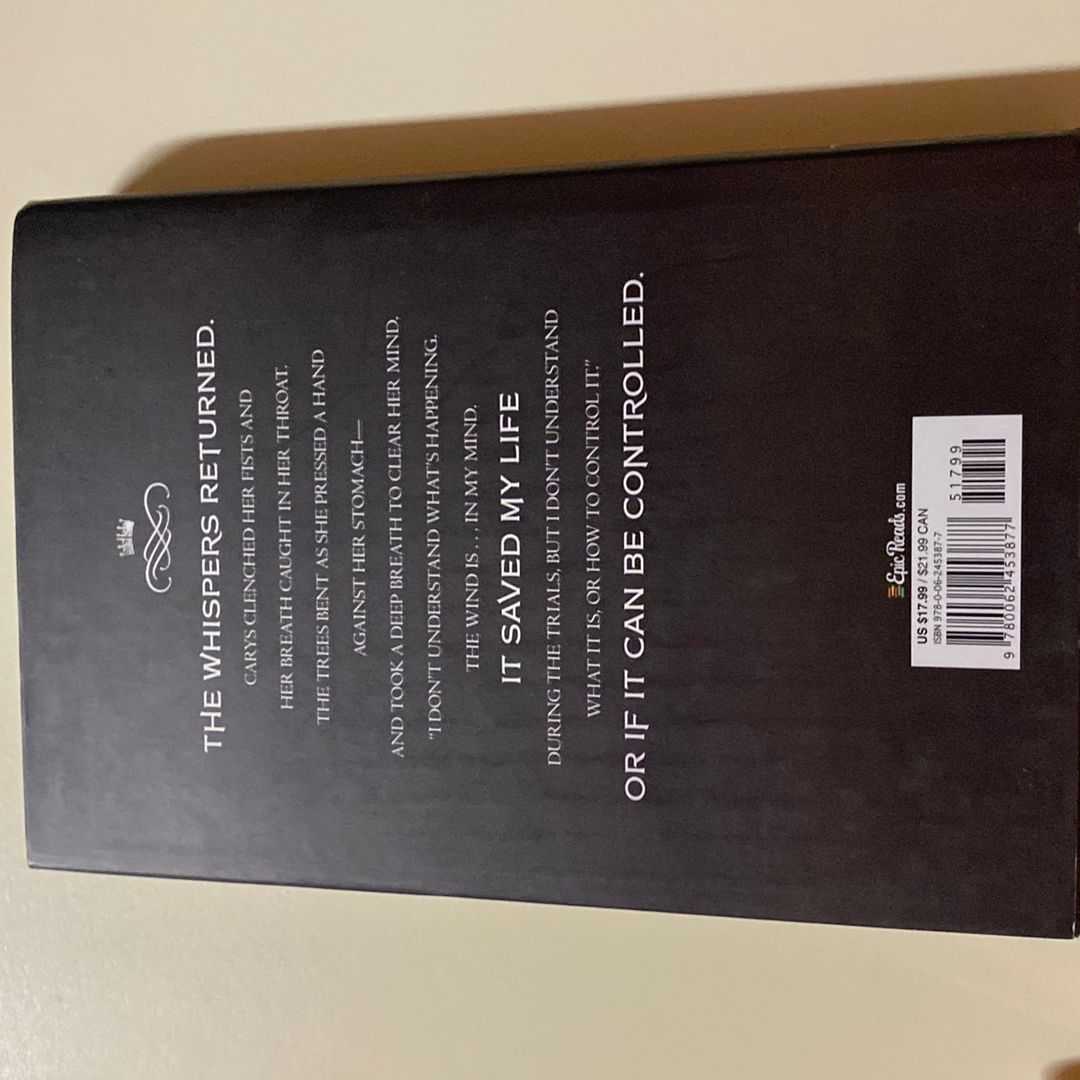 THE WHISPERS RETURNED.
CARYS CLENCHED HER FISTS AND
HER BREATH CAUGHT IN HER THROAT.
THE TREES BENT AS SHE PRESSED A HAND
AGAINST HER STOMACH—
AND TOOK A DEEP BREATH TO CLEAR HER MIND.
"I DON'T UNDERSTAND WHAT'S HAPPENING.
THE WIND IS . . . IN MY MIND.
IT SAVED MY LIFE
DURING THE TRIALS, BUT I DON'T UNDERSTAND
WHAT IT IS, OR HOW TO CONTROL IT."
OR IF IT CAN BE CONTROLLED.
Epic Reads.com
US $17.99 / $21.99 CAN
ISBN 978-0-06-245387-7
51799
9 780062 453877